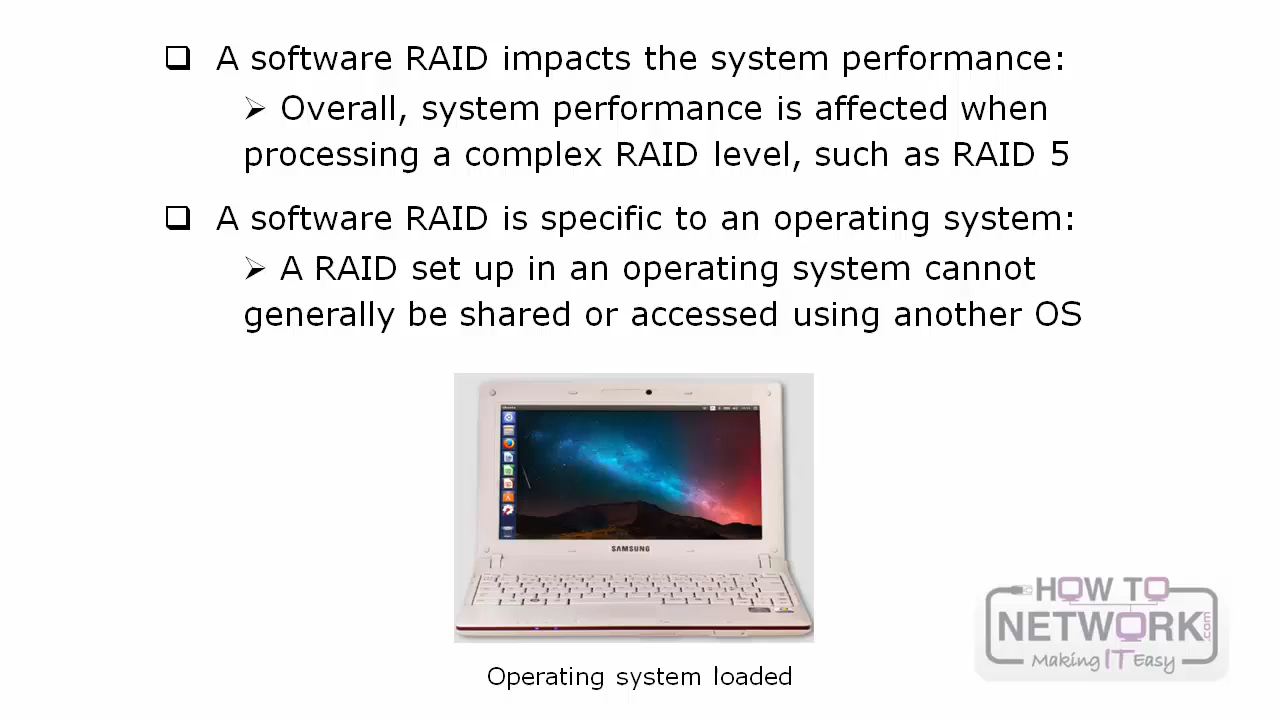 ❑ A software RAID impacts the system performance:
➢ Overall, system performance is affected when
processing a complex RAID level, such as RAID 5
❑ A software RAID is specific to an operating system:
➢ A RAID set up in an operating system cannot
generally be shared or accessed using another OS
SAMSUNG
Operating system loaded
HOW TO
NETWORK.com
Making IT Easy